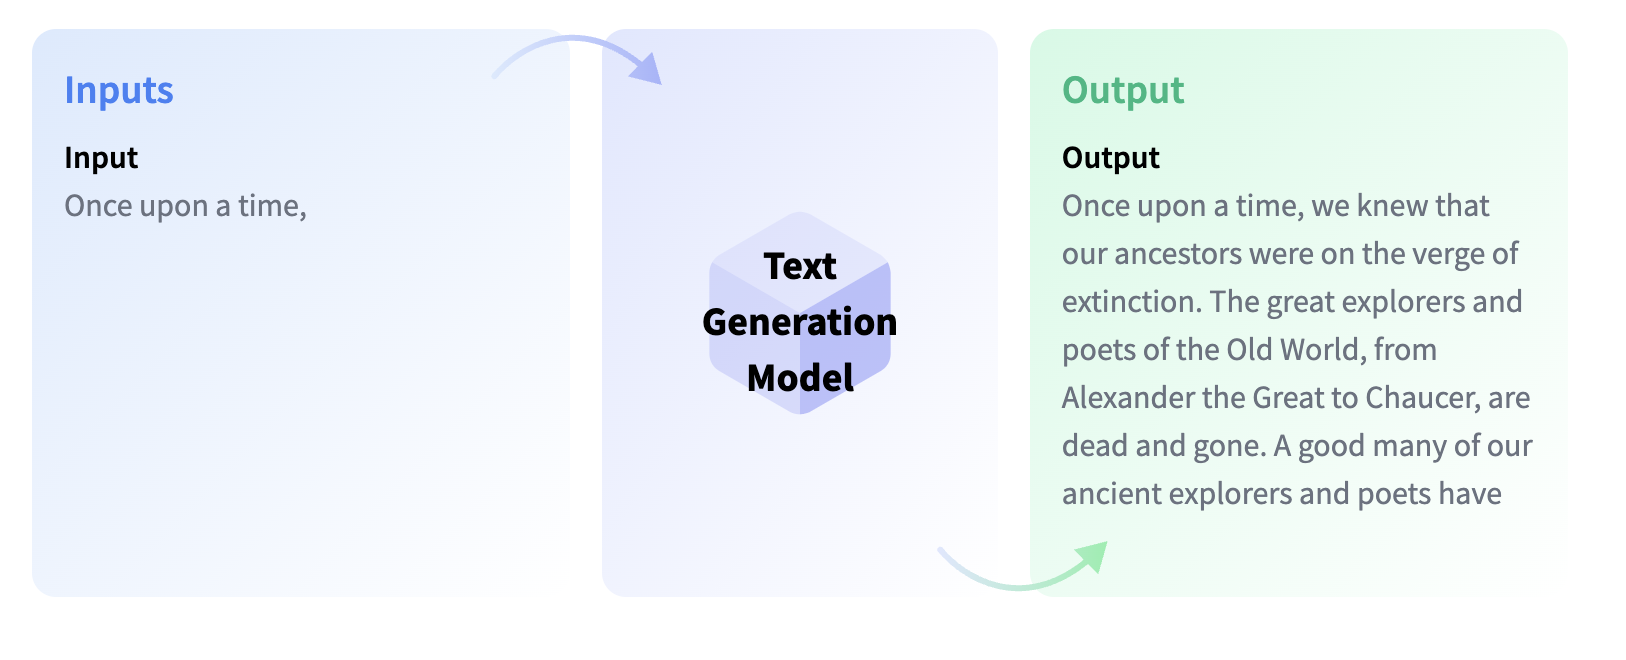 Inputs
Input
Once upon a time,
Text
Generation
Model
Output
Output
Once upon a time, we knew that
our ancestors were on the verge of
extinction. The great explorers and
poets of the Old World, from
Alexander the Great to Chaucer, are
dead and gone. A good many of our
ancient explorers and poets have